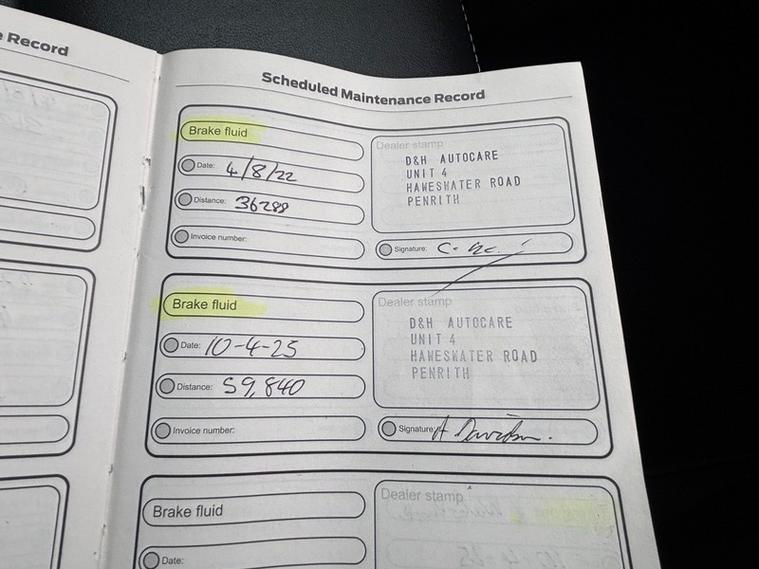 e Record
Scheduled Maintenance Record
Brake fluid
Date: 4/8/22
Distance: 36288
Invoice number:
Dealer stamp
D&H AUTOCARE
UNIT 4
HAWESWATER ROAD
PENRITH
Signature: C.
Brake fluid
Date: 10-4-25
Distance: 59,840
Invoice number:
Dealer stamp
D&H AUTOCARE
UNIT 4
HAWESWATER ROAD
PENRITH
Signature: A Davidson.
Brake fluid
Date:
Dealer stamp